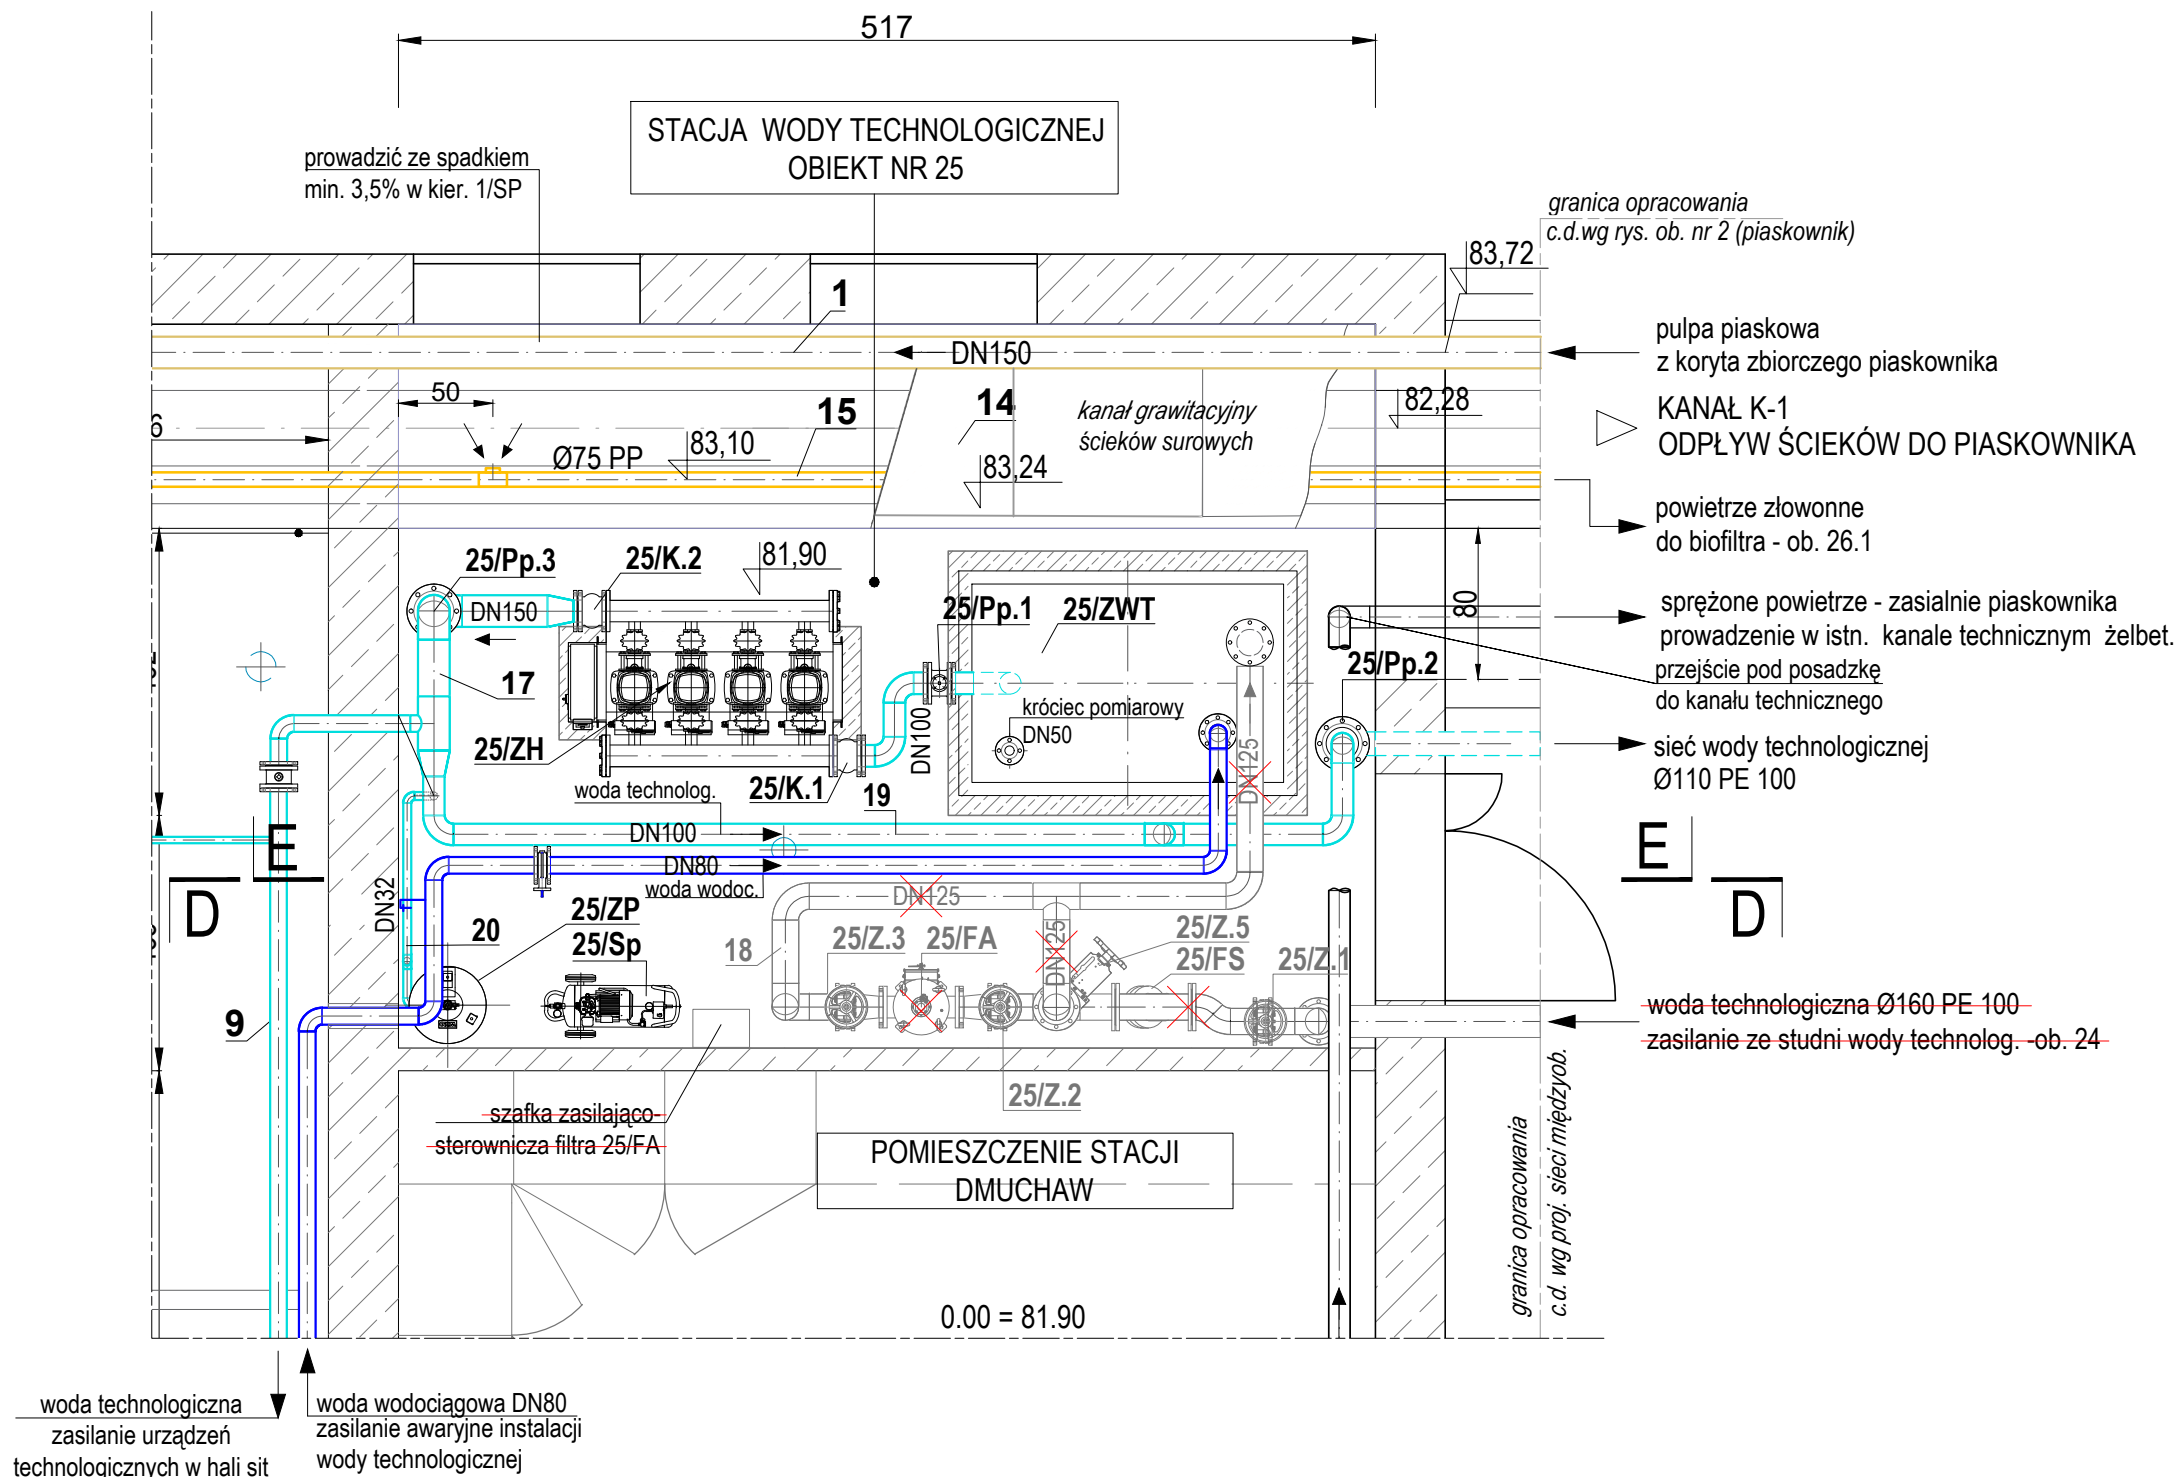 517
STACJA WODY TECHNOLOGICZNEJ
OBIEKT NR 25
prowadzić ze spadkiem
min. 3,5% w kier. 1/SP
granica opracowania
c.d.wg rys. ob. nr 2 (piaskownik)
83,72
1
DN150
pulpa piaskowa
z koryta zbiorczego piaskownika
50
15
14
kanał grawitacyjny
ścieków surowych
82,28
KANAŁ K-1
ODPŁYW ŚCIEKÓW DO PIASKOWNIKA
6
Ø75 PP
83,10
83,24
powietrze złowonne
do biofiltra - ob. 26.1
25/Pp.3
25/K.2
81,90
DN150
25/Pp.1
25/ZWT
80
sprężone powietrze - zasialnie piaskownika
prowadzenie w istn. kanale technicznym żelbet.
przejście pod posadzkę
do kanału technicznego
25/Pp.2
17
króciec pomiarowy
DN50
DN100
25/ZH
25/K.1
DN125
sieć wody technologicznej
Ø110 PE 100
woda technolog.
19
DN100
E
E
DN80
woda wodoc.
D
D
DN32
DN125
25/ZP
20
25/Sp
18
25/Z.3
25/FA
DN125
25/Z.5
25/FS
25/Z.1
9
woda technologiczna Ø160 PE 100
zasilanie ze studni wody technolog. -ob. 24
25/Z.2
szafka zasilająco-
sterownicza filtra 25/FA
POMIESZCZENIE STACJI
DMUCHAW
granica opracowania
c.d. wg proj. sieci międzyob.
0.00 = 81.90
woda technologiczna
zasilanie urządzeń
technologicznych w hali sit
woda wodociągowa DN80
zasilanie awaryjne instalacji
wody technologicznej